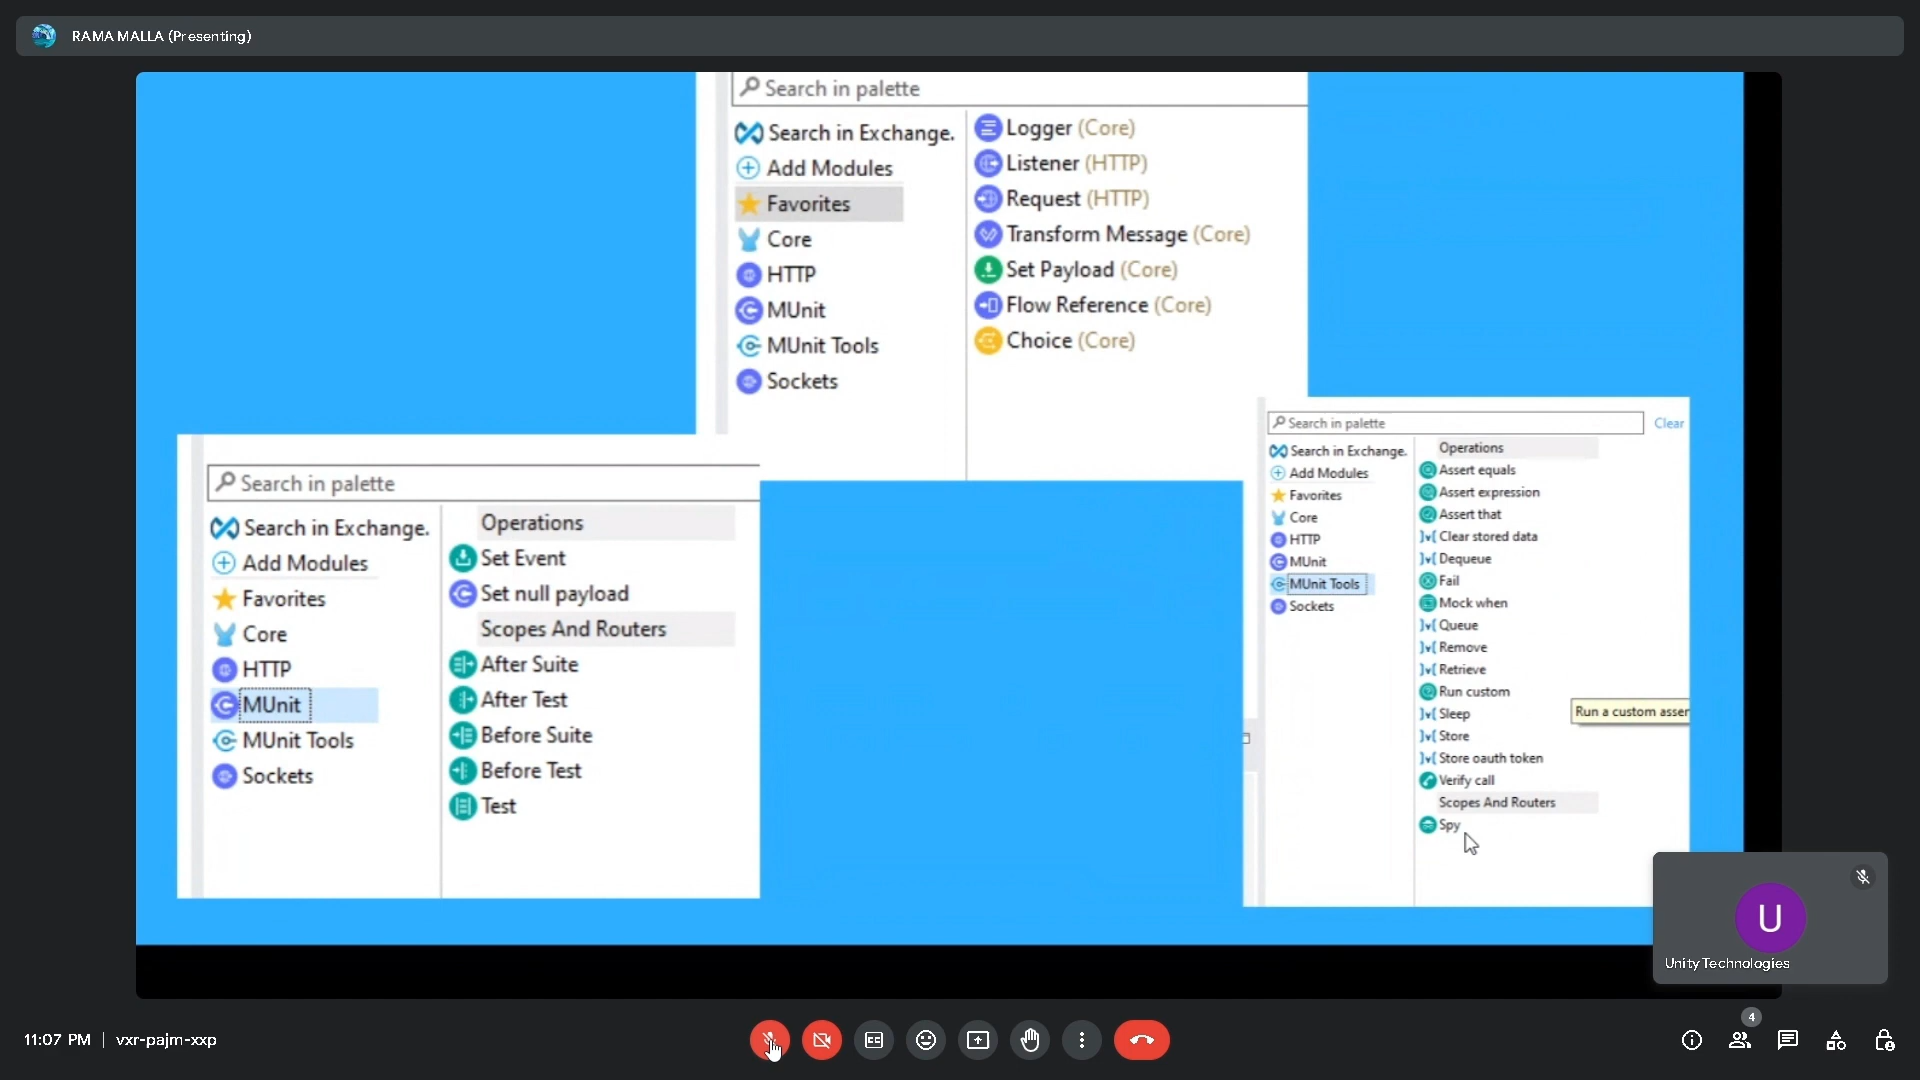 RAMA MALLA (Presenting)
Search in palette
Search in Exchange.
Add Modules
Favorites
Core
HTTP
MUnit
MUnit Tools
Sockets
Logger (Core)
Listener (HTTP)
Request (HTTP)
Transform Message (Core)
Set Payload (Core)
Flow Reference (Core)
Choice (Core)
Search in palette
Search in Exchange.
Add Modules
Favorites
Core
HTTP
MUnit
MUnit Tools
Sockets
Operations
Set Event
Set null payload
Scopes And Routers
After Suite
After Test
Before Suite
Before Test
Test
Search in palette
Clear
Search in Exchange.
Add Modules
Favorites
Core
HTTP
MUnit
MUnit Tools
Sockets
Operations
Assert equals
Assert expression
Assert that
Clear stored data
Dequeue
Fail
Mock when
Queue
Remove
Retrieve
Run custom
Run a custom asser
Sleep
Store
Store oauth token
Verify call
Scopes And Routers
Spy
U
Unity Technologies
11:07 PM | vxr-pajm-xxp
4